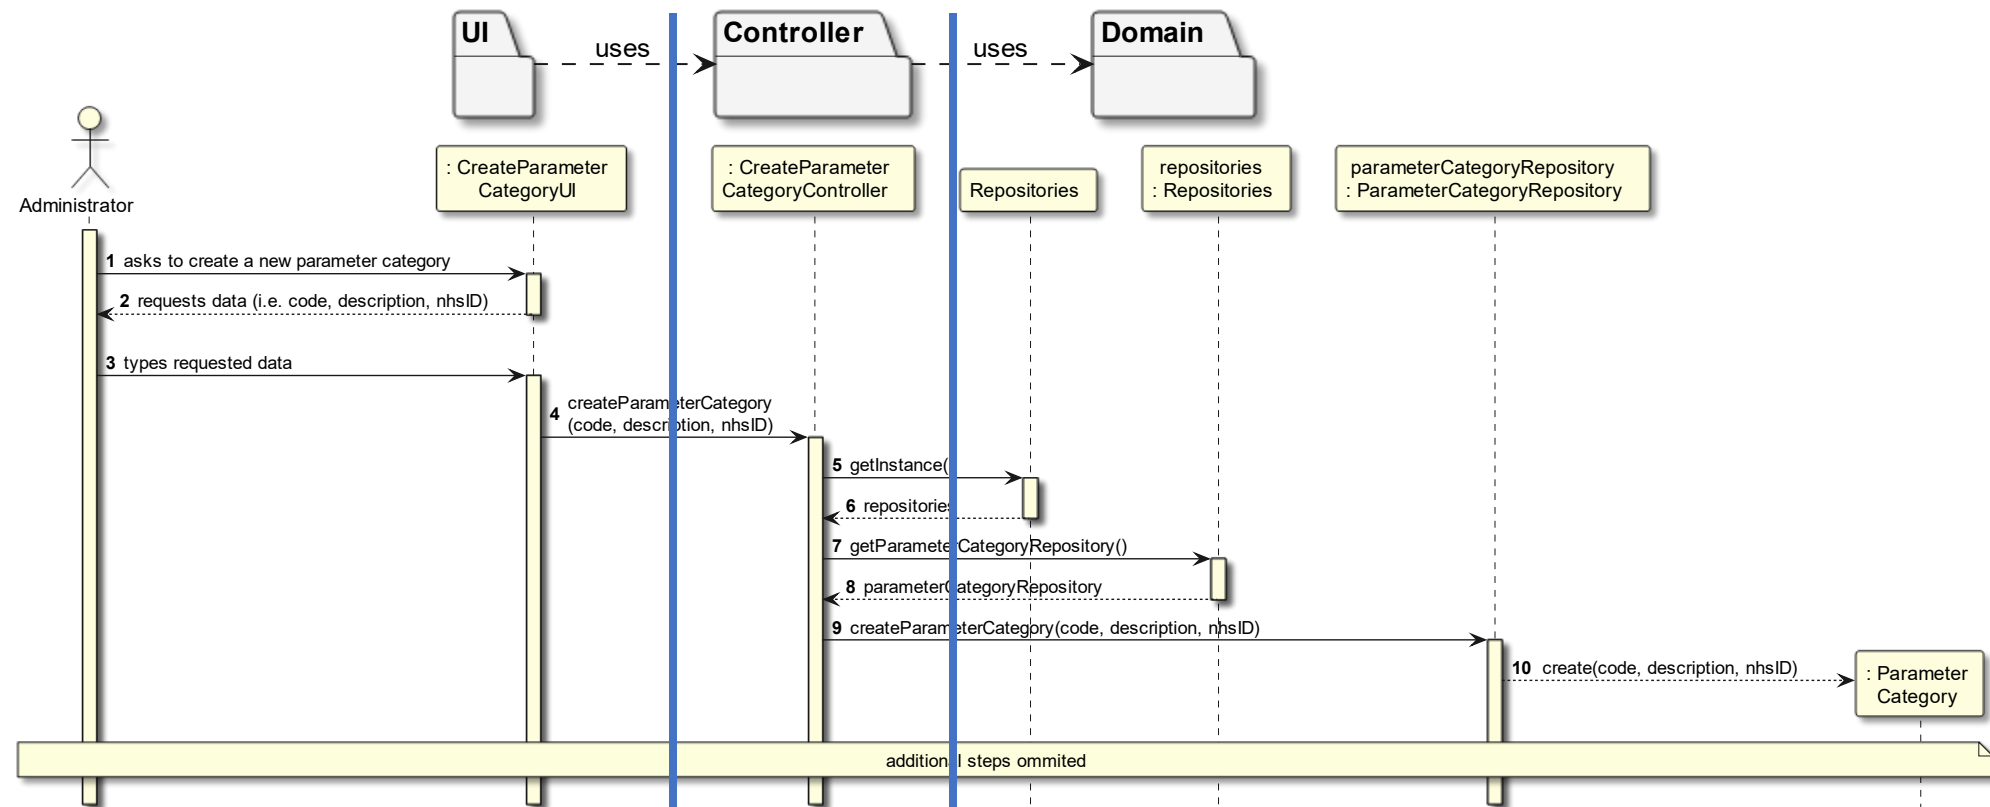 UI
uses
Controller
uses
Domain
: CreateParameter
CategoryUI
: CreateParameter
CategoryController
Repositories
repositories
: Repositories
parameterCategoryRepository
: ParameterCategoryRepository
Administrator
1 asks to create a new parameter category
2 requests data (i.e. code, description, nhsID)
3 types requested data
4 createParameterCategory
(code, description, nhsID)
5 getInstance(
6 repositories
7 getParameterCategoryRepository()
8 parameterCategoryRepository
9 createParameterCategory(code, description, nhsID)
10 create(code, description, nhsID)
: Parameter
Category
additional steps ommited